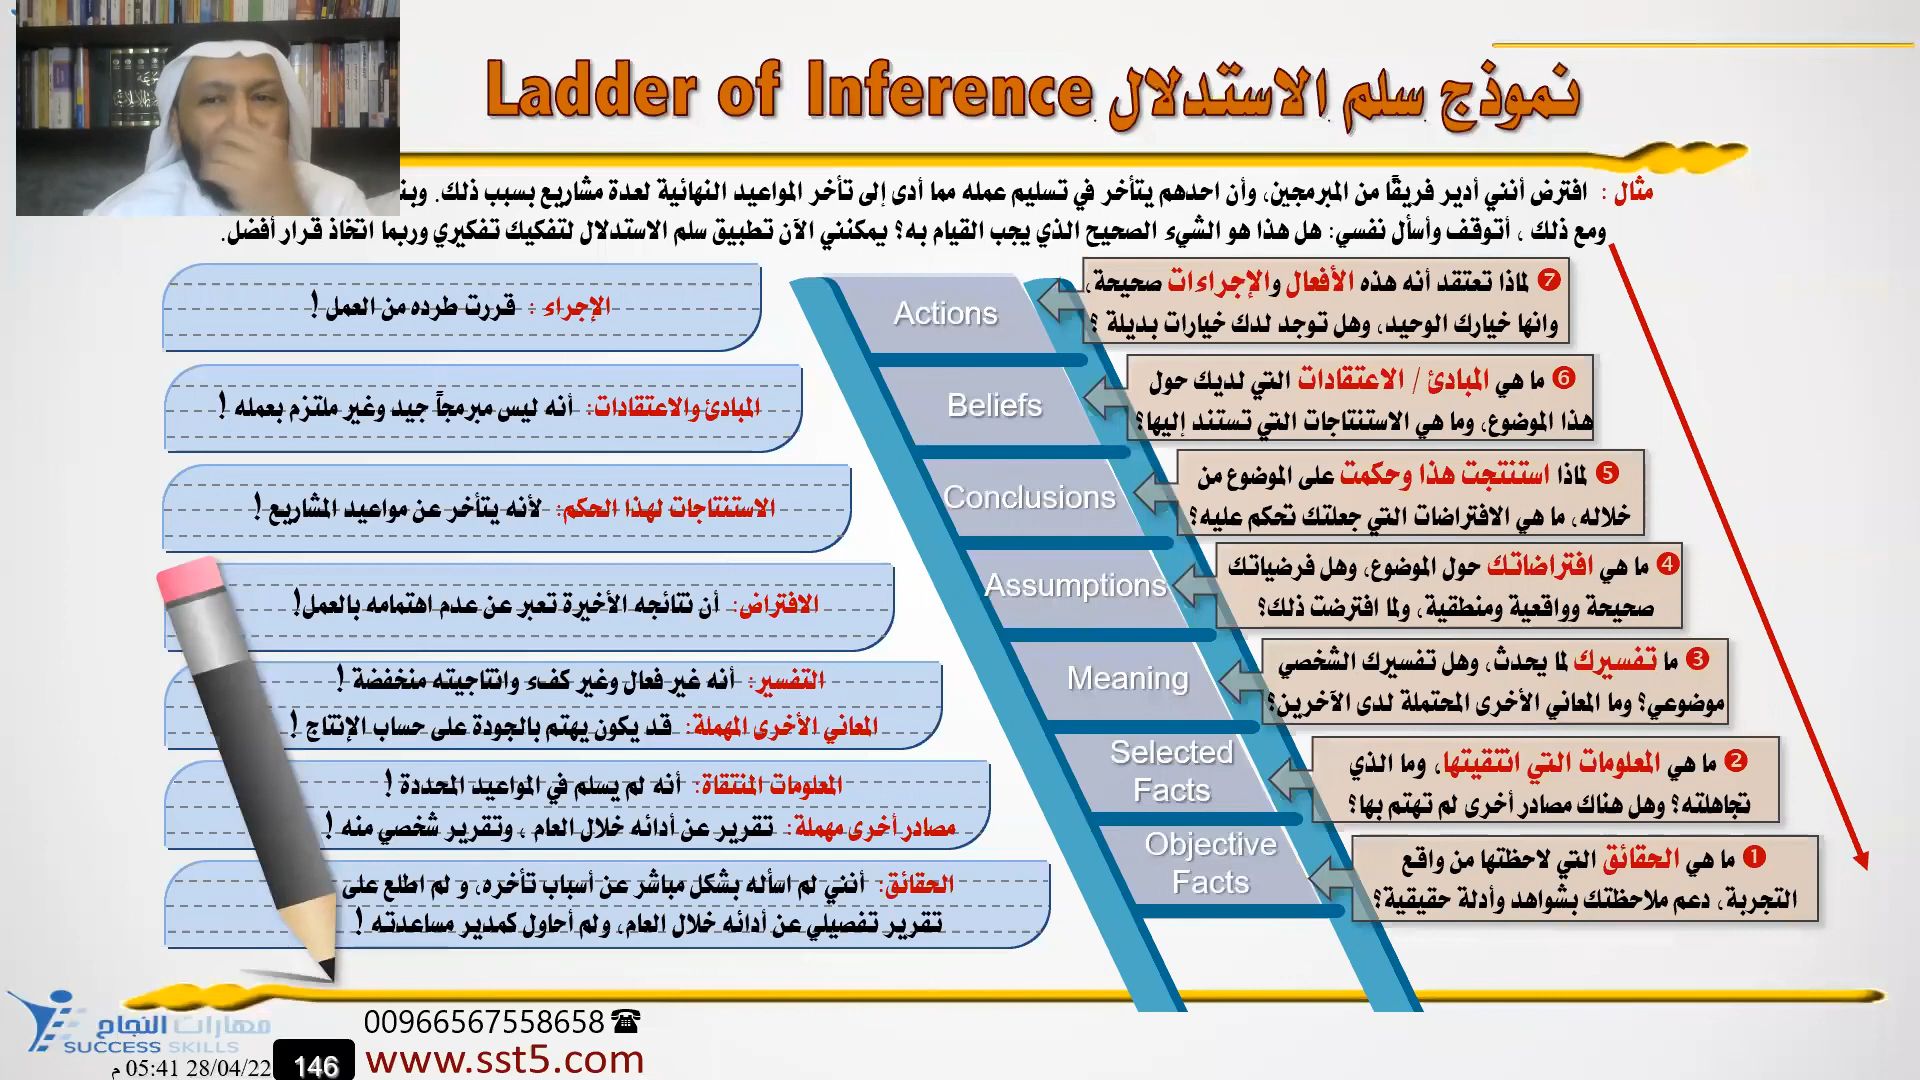 نموذج سلم الاستدلال Ladder of Inference
مثال : افترض أنني أدير فريقًا من المبرمجين، وأن احدهم يتأخر في تسليم عمله مما أدى إلى تأخر المواعيد النهائية لعدة مشاريع بسبب ذلك. وبن
ومع ذلك ، أتوقف وأسأل نفسي: هل هذا هو الشيء الصحيح الذي يجب القيام به؟ يمكنني الآن تطبيق سلم الاستدلال لتفكيك تفكيري وربما اتخاذ قرار أفضل.
❼ لماذا تعتقد أنه هذه الأفعال والإجراءات صحيحة،
وانها خيارك الوحيد، وهل توجد لدك خيارات بديلة ؟
Actions
الإجراء : قررت طرده من العمل !
❻ ما هي المبادئ / الاعتقادات التي لديك حول
هذا الموضوع، وما هي الاستنتاجات التي تستند إليها؟
Beliefs
المبادئ والاعتقادات: أنه ليس مبرمجاً جيد وغير ملتزم بعمله !
❺ لماذا استنتجت هذا وحكمت على الموضوع من
خلاله، ما هي الافتراضات التي جعلتك تحكم عليه؟
Conclusions
الاستنتاجات لهذا الحكم: لأنه يتأخر عن مواعيد المشاريع !
❹ ما هي افتراضاتك حول الموضوع، وهل فرضياتك
صحيحة وواقعية ومنطقية، ولما افترضت ذلك؟
Assumptions
الافتراض: أن نتائجه الأخيرة تعبر عن عدم اهتمامه بالعمل!
❸ ما تفسيرك لما يحدث، وهل تفسيرك الشخصي
موضوعي؟ وما المعاني الأخرى المحتملة لدى الآخرين؟
Meaning
التفسير: أنه غير فعال وغير كفء وانتاجيته منخفضة !
المعاني الأخرى المهملة: قد يكون يهتم بالجودة على حساب الإنتاج !
❷ ما هي المعلومات التي انتقيتها، وما الذي
تجاهلته؟ وهل هناك مصادر أخرى لم تهتم بها؟
Selected
Facts
المعلومات المنتقاة: أنه لم يسلم في المواعيد المحددة !
مصادر أخرى مهملة: تقرير عن أدائه خلال العام ، وتقرير شخصي منه !
❶ ما هي الحقائق التي لاحظتها من واقع
التجربة، دعم ملاحظتك بشواهد وأدلة حقيقية؟
Objective
Facts
الحقائق: أنني لم اسأله بشكل مباشر عن أسباب تأخره، و لم اطلع على
تقرير تفصيلي عن أدائه خلال العام، ولم أحاول كمدير مساعدته !
مهارات النجاح
SUCCESS SKILLS
00966567558658 ☎
www.sst5.com
146
28/04/22 05:41 م